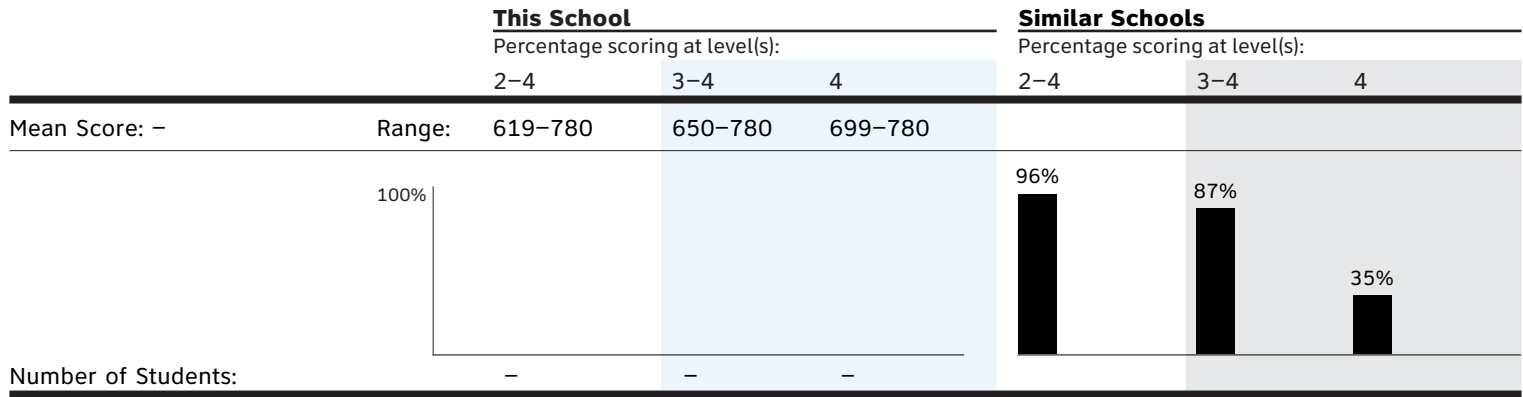 This School Similar Schools
Percentage scoring at level(s): Percentage scoring at level(s):
2–4 3–4 4 2–4 3–4 4
Mean Score: – Range: 619–780 650–780 699–780
96%
87%
100%
35%
Number of Students: – – –